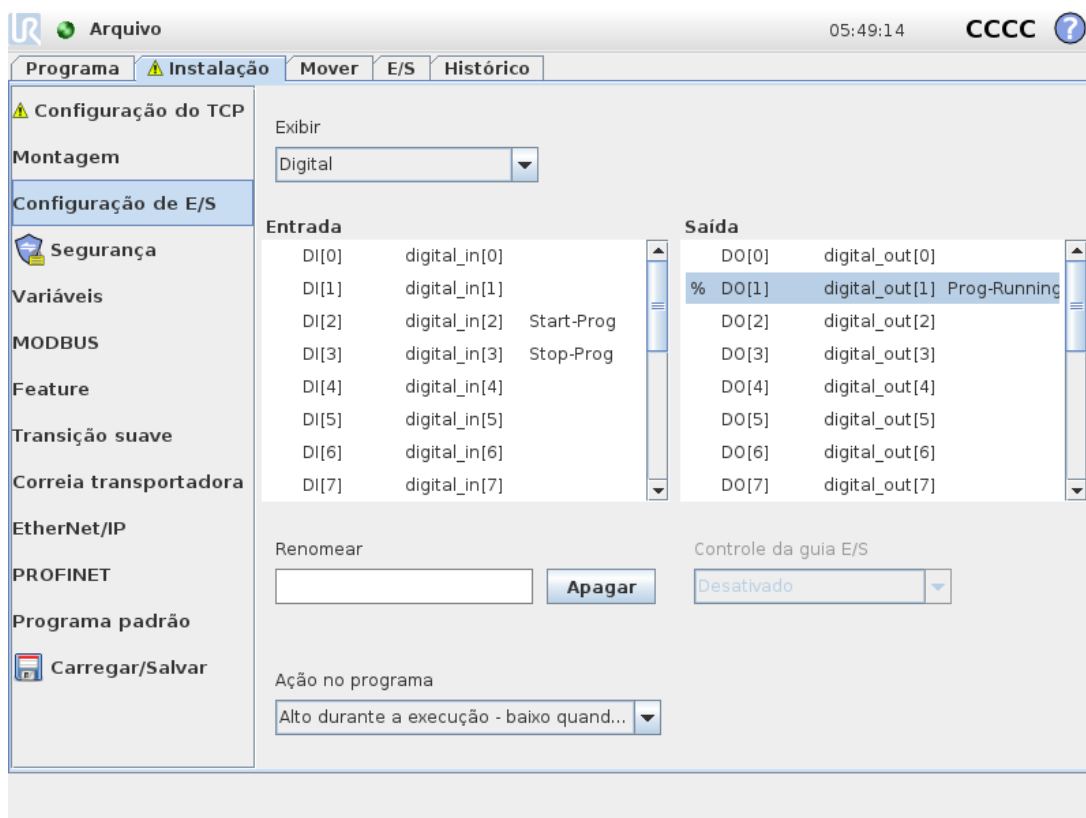 UR Arquivo 05:49:14 CCCC ?
Programa Instalação Mover E/S Histórico
Configuração do TCP
Montagem
Configuração de E/S
Segurança
Variáveis
MODBUS
Feature
Transição suave
Correia transportadora
EtherNet/IP
PROFINET
Programa padrão
Carregar/Salvar
Exibir
Digital
Entrada
DI[0] digital_in[0]
DI[1] digital_in[1]
DI[2] digital_in[2] Start-Prog
DI[3] digital_in[3] Stop-Prog
DI[4] digital_in[4]
DI[5] digital_in[5]
DI[6] digital_in[6]
DI[7] digital_in[7]
Saída
DO[0] digital_out[0]
% DO[1] digital_out[1] Prog-Running
DO[2] digital_out[2]
DO[3] digital_out[3]
DO[4] digital_out[4]
DO[5] digital_out[5]
DO[6] digital_out[6]
DO[7] digital_out[7]
Renomear
Apagar
Controle da guia E/S
Desativado
Ação no programa
Alto durante a execução - baixo quand...